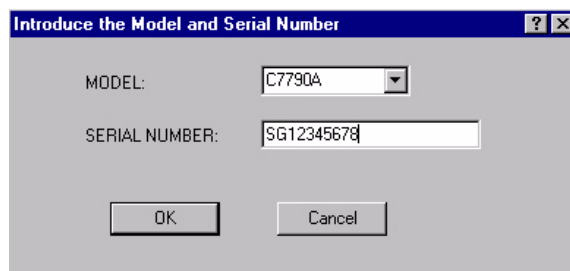 Introduce the Model and Serial Number ? X
MODEL: C7790A
SERIAL NUMBER: SG12345678
OK Cancel